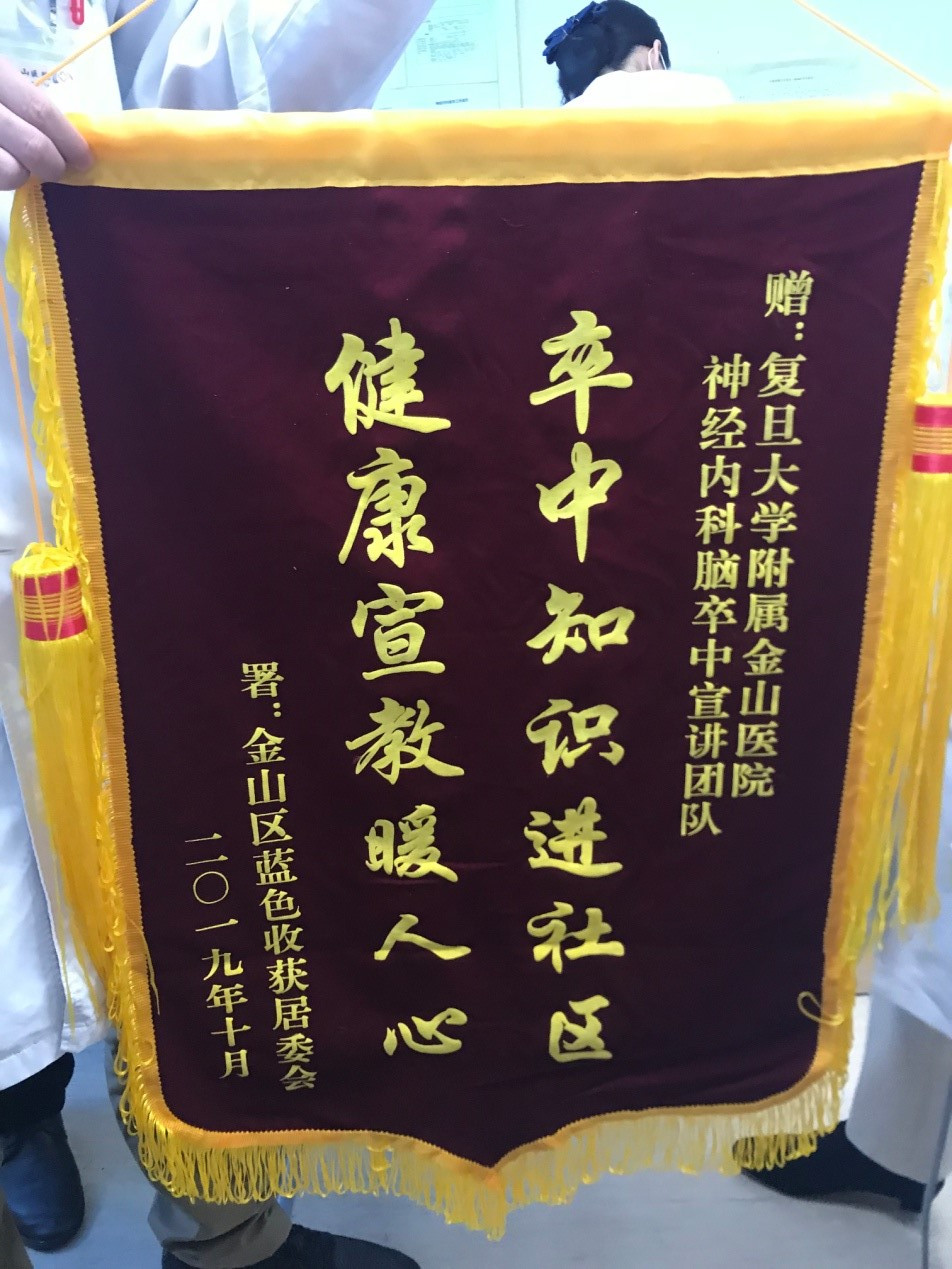 赠：复旦大学附属金山医院
神经内科脑卒中宣讲团队
卒中知识进社区
健康宣教暖人心
署：金山区蓝色收获居委会
二〇一九年十月